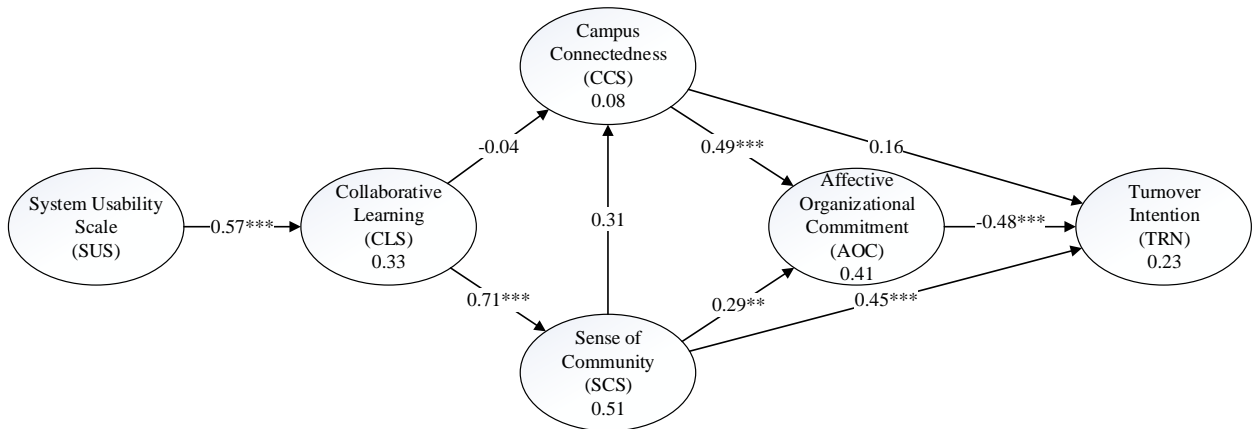 Campus
Connectedness
(CCS)
0.08
-0.04
0.49***
0.16
System Usability
Scale
(SUS)
0.57***
Collaborative
Learning
(CLS)
0.33
0.31
Affective
Organizational
Commitment
(AOC)
0.41
-0.48***
Turnover
Intention
(TRN)
0.23
0.71***
0.29**
0.45***
Sense of
Community
(SCS)
0.51